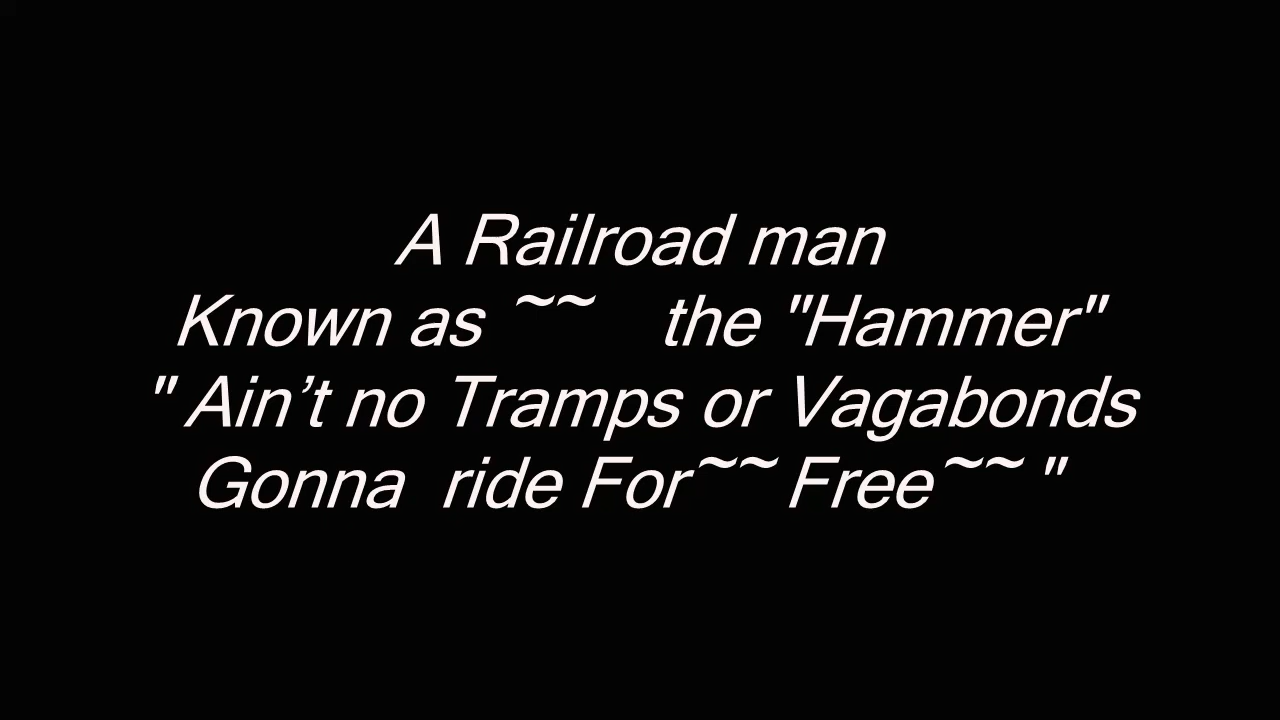 A Railroad man
Known as ~~   the "Hammer"
" Ain’t no Tramps or Vagabonds
Gonna  ride For~~ Free~~ "